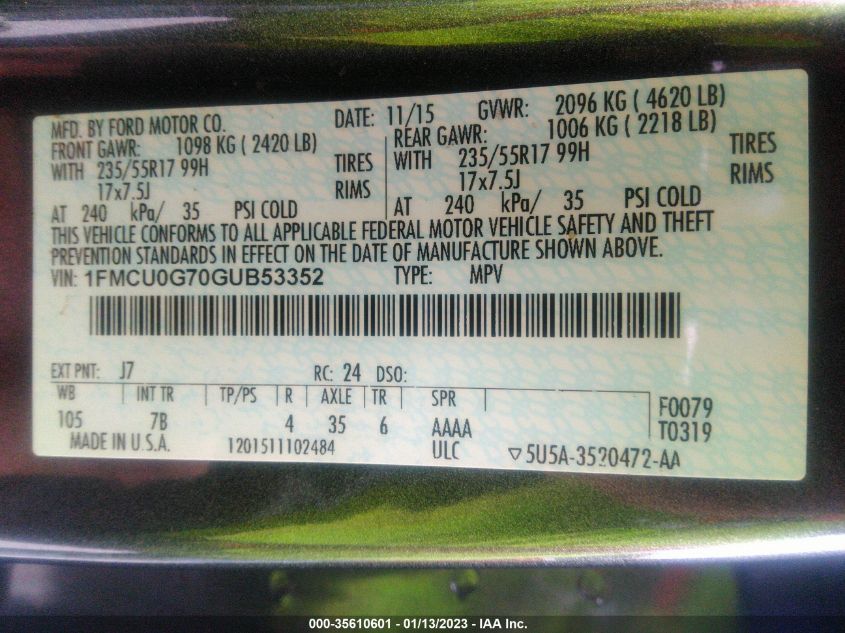 MFD. BY FORD MOTOR CO. DATE: 11/15 GVWR: 2096 KG ( 4620 LB)
FRONT GAWR: 1098 KG ( 2420 LB) REAR GAWR: 1006 KG ( 2218 LB)
WITH 235/55R17 99H TIRES WITH 235/55R17 99H TIRES
17x7.5J RIMS 17x7.5J RIMS
AT 240 kPa/ 35 PSI COLD AT 240 kPa/ 35 PSI COLD
THIS VEHICLE CONFORMS TO ALL APPLICABLE FEDERAL MOTOR VEHICLE SAFETY AND THEFT
PREVENTION STANDARDS IN EFFECT ON THE DATE OF MANUFACTURE SHOWN ABOVE.
VIN: 1FMCU0G70GUB53352 TYPE: MPV
EXT PNT: J7 RC: 24 DSO:
WB INT TR TP/PS R AXLE TR SPR F0079
105 7B 4 35 6 AAAA T0319
MADE IN U.S.A. 1201511102484 ULC ▽5U5A-3520472-AA
000-35610601 - 01/13/2023 - IAA Inc.